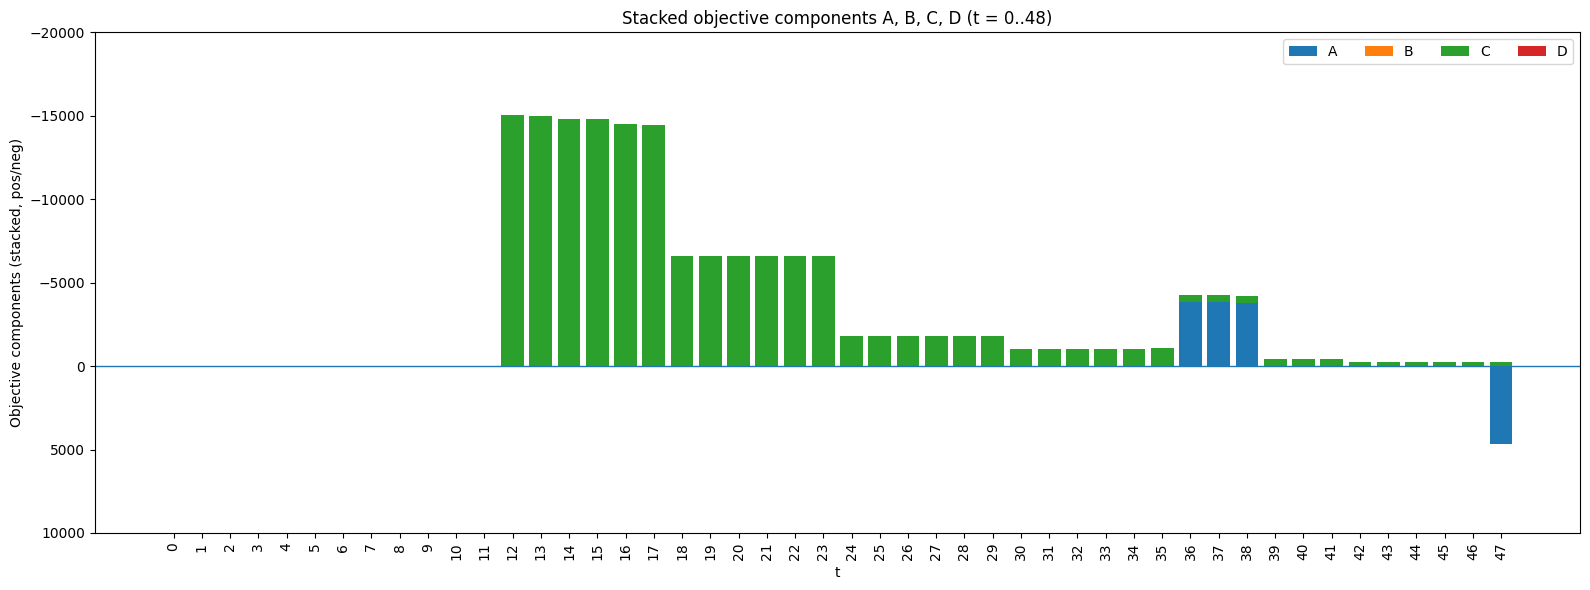 Stacked objective components A, B, C, D (t = 0..48)
A B C D
Objective components (stacked, pos/neg)
−20000
−15000
−10000
−5000
0
5000
10000
0 1 2 3 4 5 6 7 8 9 10 11 12 13 14 15 16 17 18 19 20 21 22 23 24 25 26 27 28 29 30 31 32 33 34 35 36 37 38 39 40 41 42 43 44 45 46 47
t